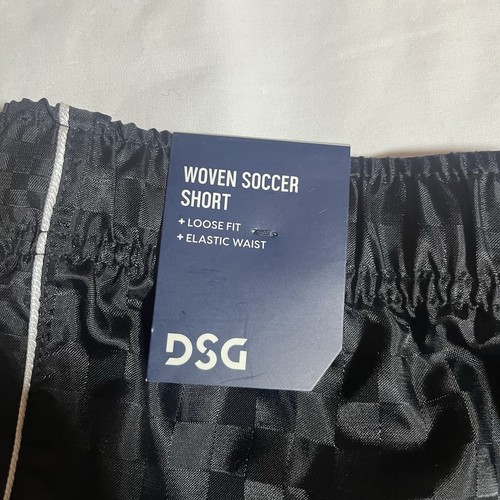 WOVEN SOCCER
SHORT
+ LOOSE FIT
+ ELASTIC WAIST
DSG